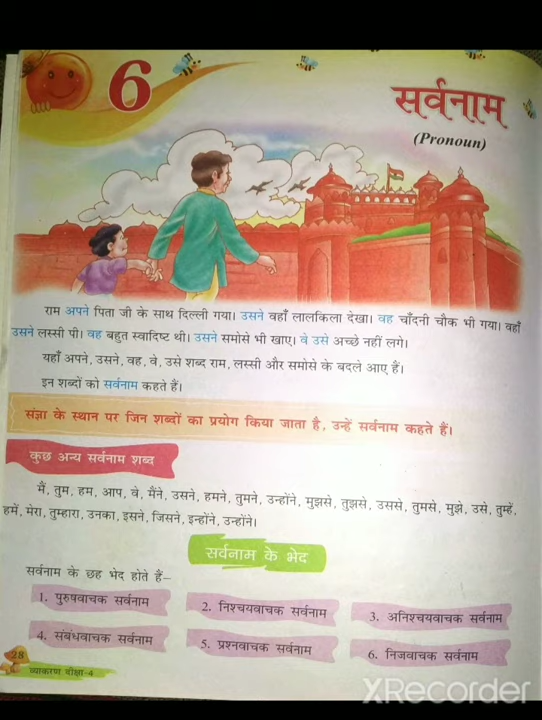 6
सर्वनाम
(Pronoun)
राम अपने पिता जी के साथ दिल्ली गया। उसने वहाँ लालकिला देखा। वह चाँदनी चौक भी गया। वहाँ
उसने लस्सी पी। वह बहुत स्वादिष्ट थी। उसने समोसे भी खाए। वे उसे अच्छे नहीं लगे।
यहाँ अपने, उसने, वह, वे, उसे शब्द राम, लस्सी और समोसे के बदले आए हैं।
इन शब्दों को सर्वनाम कहते हैं।
संज्ञा के स्थान पर जिन शब्दों का प्रयोग किया जाता है, उन्हें सर्वनाम कहते हैं।
कुछ अन्य सर्वनाम शब्द
मैं, तुम, हम, आप, वे, मैंने, उसने, हमने, तुमने, उन्होंने, मुझसे, तुझसे, उससे, तुमसे, मुझे, उसे, तुम्हें,
हमें, मेरा, तुम्हारा, उनका, इसने, जिसने, इन्होंने, उन्होंने।
सर्वनाम के भेद
सर्वनाम के छह भेद होते हैं–
1. पुरुषवाचक सर्वनाम
2. निश्चयवाचक सर्वनाम
3. अनिश्चयवाचक सर्वनाम
4. संबंधवाचक सर्वनाम
5. प्रश्नवाचक सर्वनाम
6. निजवाचक सर्वनाम
28
व्याकरण दीक्षा-4
XRecorder